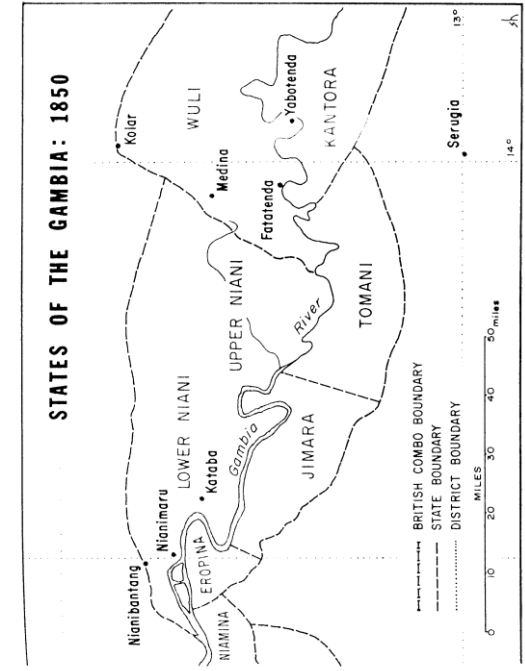 STATES OF THE GAMBIA: 1850
Kolar
WULI
Yabotenda
KANTORA
13°
14°
Serugia
Medina
Fatatenda
UPPER NIANI
River
TOMANI
LOWER NIANI
Kataba
Gambia
JIMARA
Nianimaru
Nianibantang
EROPINA
NIAMINA
BRITISH COMBO BOUNDARY
STATE BOUNDARY
DISTRICT BOUNDARY
MILES
0 10 20 30 40 50 miles